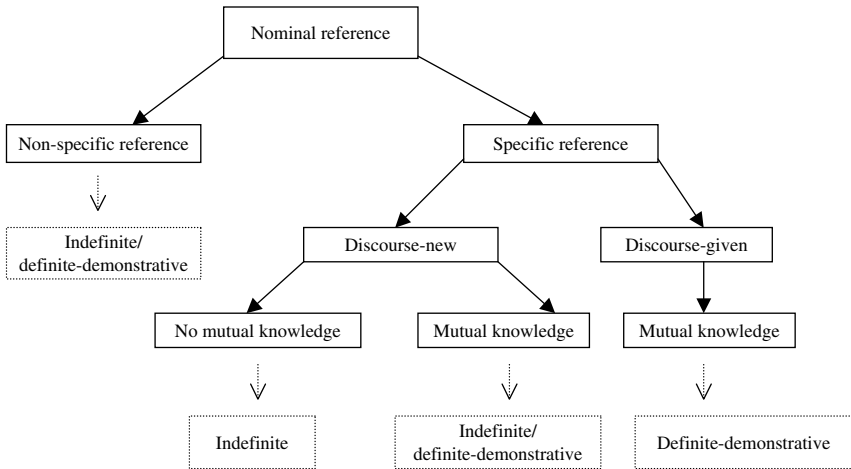 Nominal reference
Non-specific reference
Specific reference
Indefinite/
definite-demonstrative
Discourse-new
Discourse-given
No mutual knowledge
Mutual knowledge
Mutual knowledge
Indefinite
Indefinite/
definite-demonstrative
Definite-demonstrative